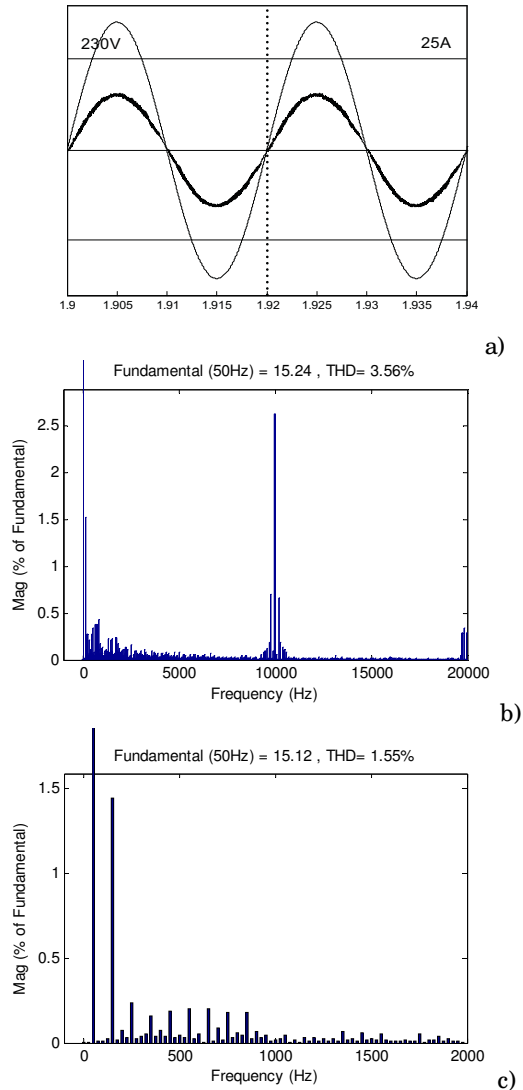 230V 25A
1.9 1.905 1.91 1.915 1.92 1.925 1.93 1.935 1.94
a)
Fundamental (50Hz) = 15.24 , THD= 3.56%
Mag (% of Fundamental)
2.5
2
1.5
1
0.5
0
0 5000 10000 15000 20000
Frequency (Hz)
b)
Fundamental (50Hz) = 15.12 , THD= 1.55%
Mag (% of Fundamental)
1.5
1
0.5
0
0 500 1000 1500 2000
Frequency (Hz)
c)